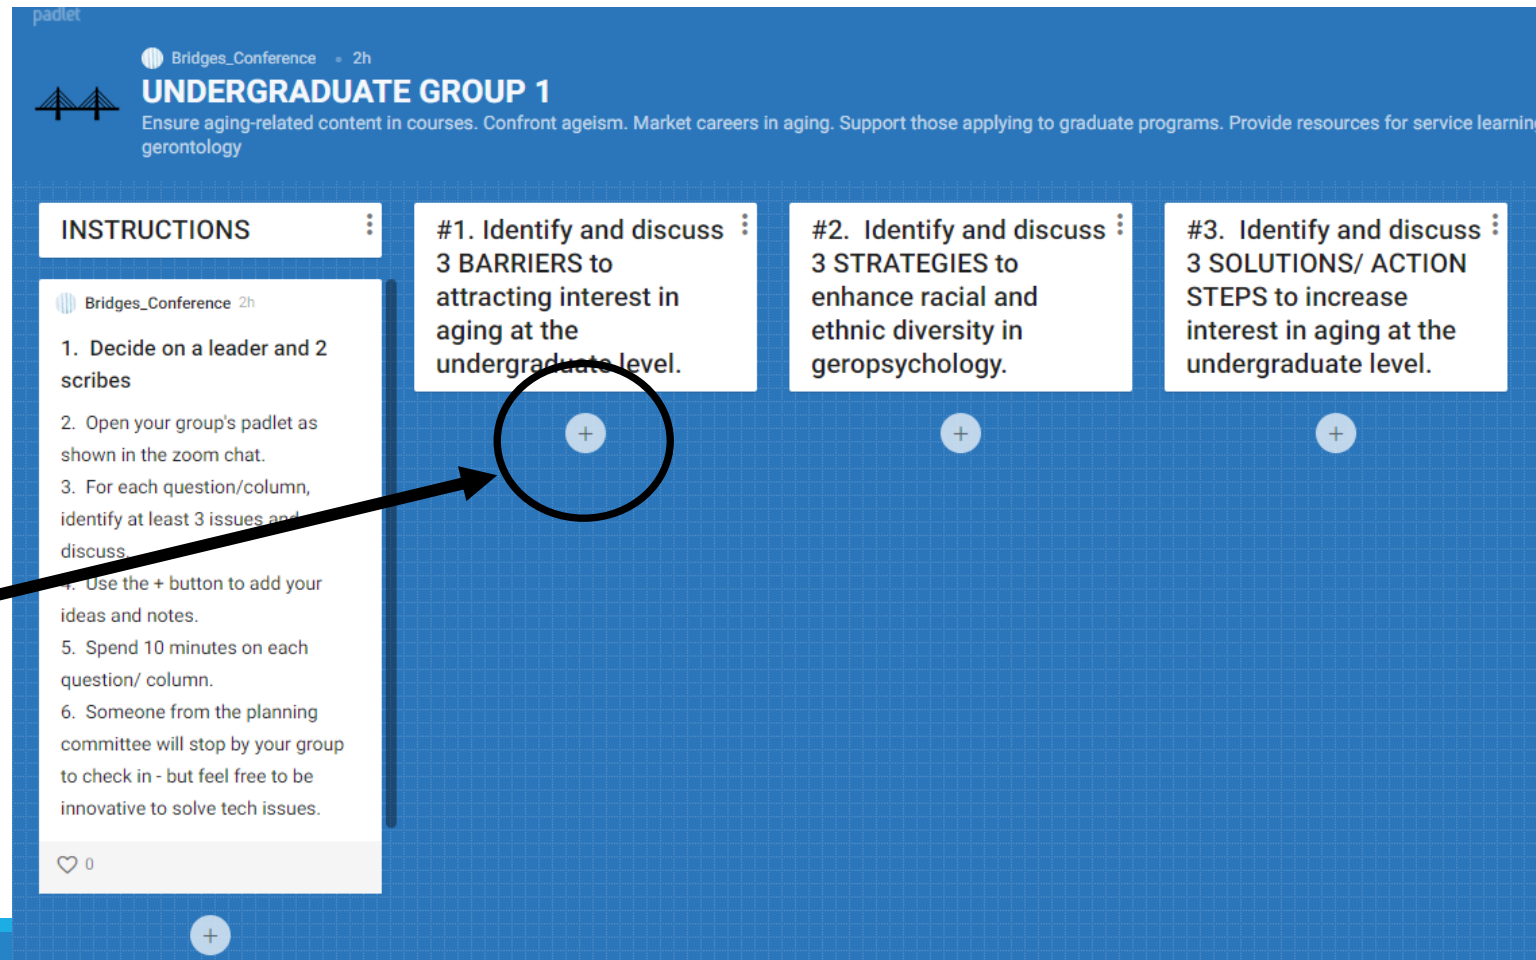 padlet
Bridges_Conference • 2h
UNDERGRADUATE GROUP 1
Ensure aging-related content in courses. Confront ageism. Market careers in aging. Support those applying to graduate programs. Provide resources for service learning
gerontology
INSTRUCTIONS
Bridges_Conference 2h
1. Decide on a leader and 2
scribes
2. Open your group's padlet as
shown in the zoom chat.
3. For each question/column,
identify at least 3 issues and
discuss.
4. Use the + button to add your
ideas and notes.
5. Spend 10 minutes on each
question/ column.
6. Someone from the planning
committee will stop by your group
to check in - but feel free to be
innovative to solve tech issues.
0
+
#1. Identify and discuss
3 BARRIERS to
attracting interest in
aging at the
undergraduate level.
+
#2. Identify and discuss
3 STRATEGIES to
enhance racial and
ethnic diversity in
geropsychology.
+
#3. Identify and discuss
3 SOLUTIONS/ ACTION
STEPS to increase
interest in aging at the
undergraduate level.
+